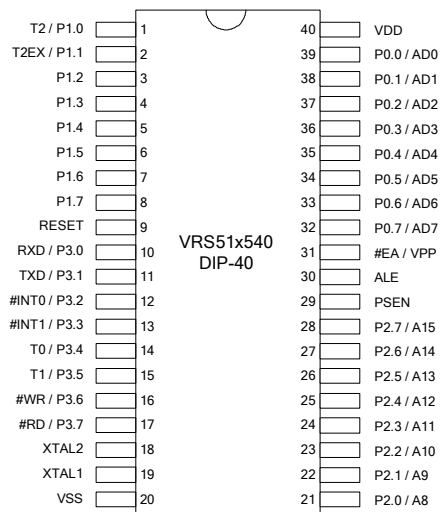 T2 / P1.0 1 40 VDD
T2EX / P1.1 2 39 P0.0 / AD0
P1.2 3 38 P0.1 / AD1
P1.3 4 37 P0.2 / AD2
P1.4 5 36 P0.3 / AD3
P1.5 6 35 P0.4 / AD4
P1.6 7 34 P0.5 / AD5
P1.7 8 33 P0.6 / AD6
RESET 9 32 P0.7 / AD7
RXD / P3.0 10 31 #EA / VPP
VRS51x540
DIP-40
TXD / P3.1 11 30 ALE
#INT0 / P3.2 12 29 PSEN
#INT1 / P3.3 13 28 P2.7 / A15
T0 / P3.4 14 27 P2.6 / A14
T1 / P3.5 15 26 P2.5 / A13
#WR / P3.6 16 25 P2.4 / A12
#RD / P3.7 17 24 P2.3 / A11
XTAL2 18 23 P2.2 / A10
XTAL1 19 22 P2.1 / A9
VSS 20 21 P2.0 / A8